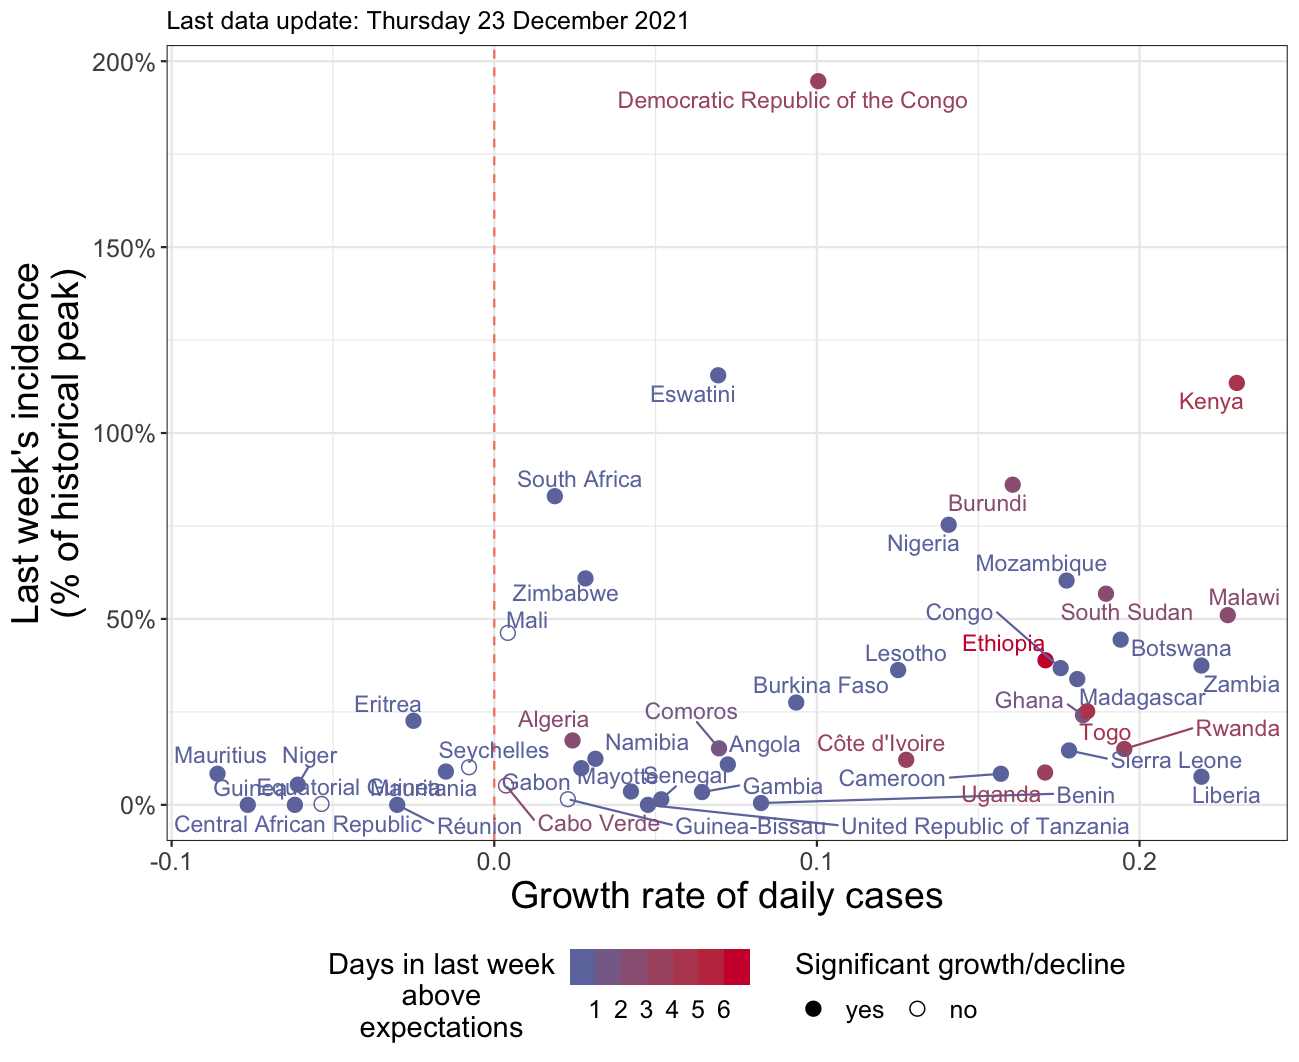 Last data update: Thursday 23 December 2021
200%
150%
100%
50%
0%
Last week's incidence
(% of historical peak)
Democratic Republic of the Congo
Eswatini
Kenya
South Africa
Burundi
Nigeria
Mozambique
Zimbabwe
Malawi
Mali
Congo
South Sudan
Ethiopia
Botswana
Lesotho
Zambia
Burkina Faso
Ghana
Madagascar
Eritrea
Comoros
Algeria
Togo
Rwanda
Namibia
Angola
Côte d'Ivoire
Mauritius
Niger
Seychelles
Sierra Leone
Mayotte
Senegal
Cameroon
Gabon
Gambia
Guinea
Equatorial Guinea
Mauritania
Uganda
Benin
Liberia
Central African Republic
Réunion
Cabo Verde
Guinea-Bissau
United Republic of Tanzania
-0.1
0.0
0.1
0.2
Growth rate of daily cases
Days in last week
above
expectations
1 2 3 4 5 6
Significant growth/decline
yes
no